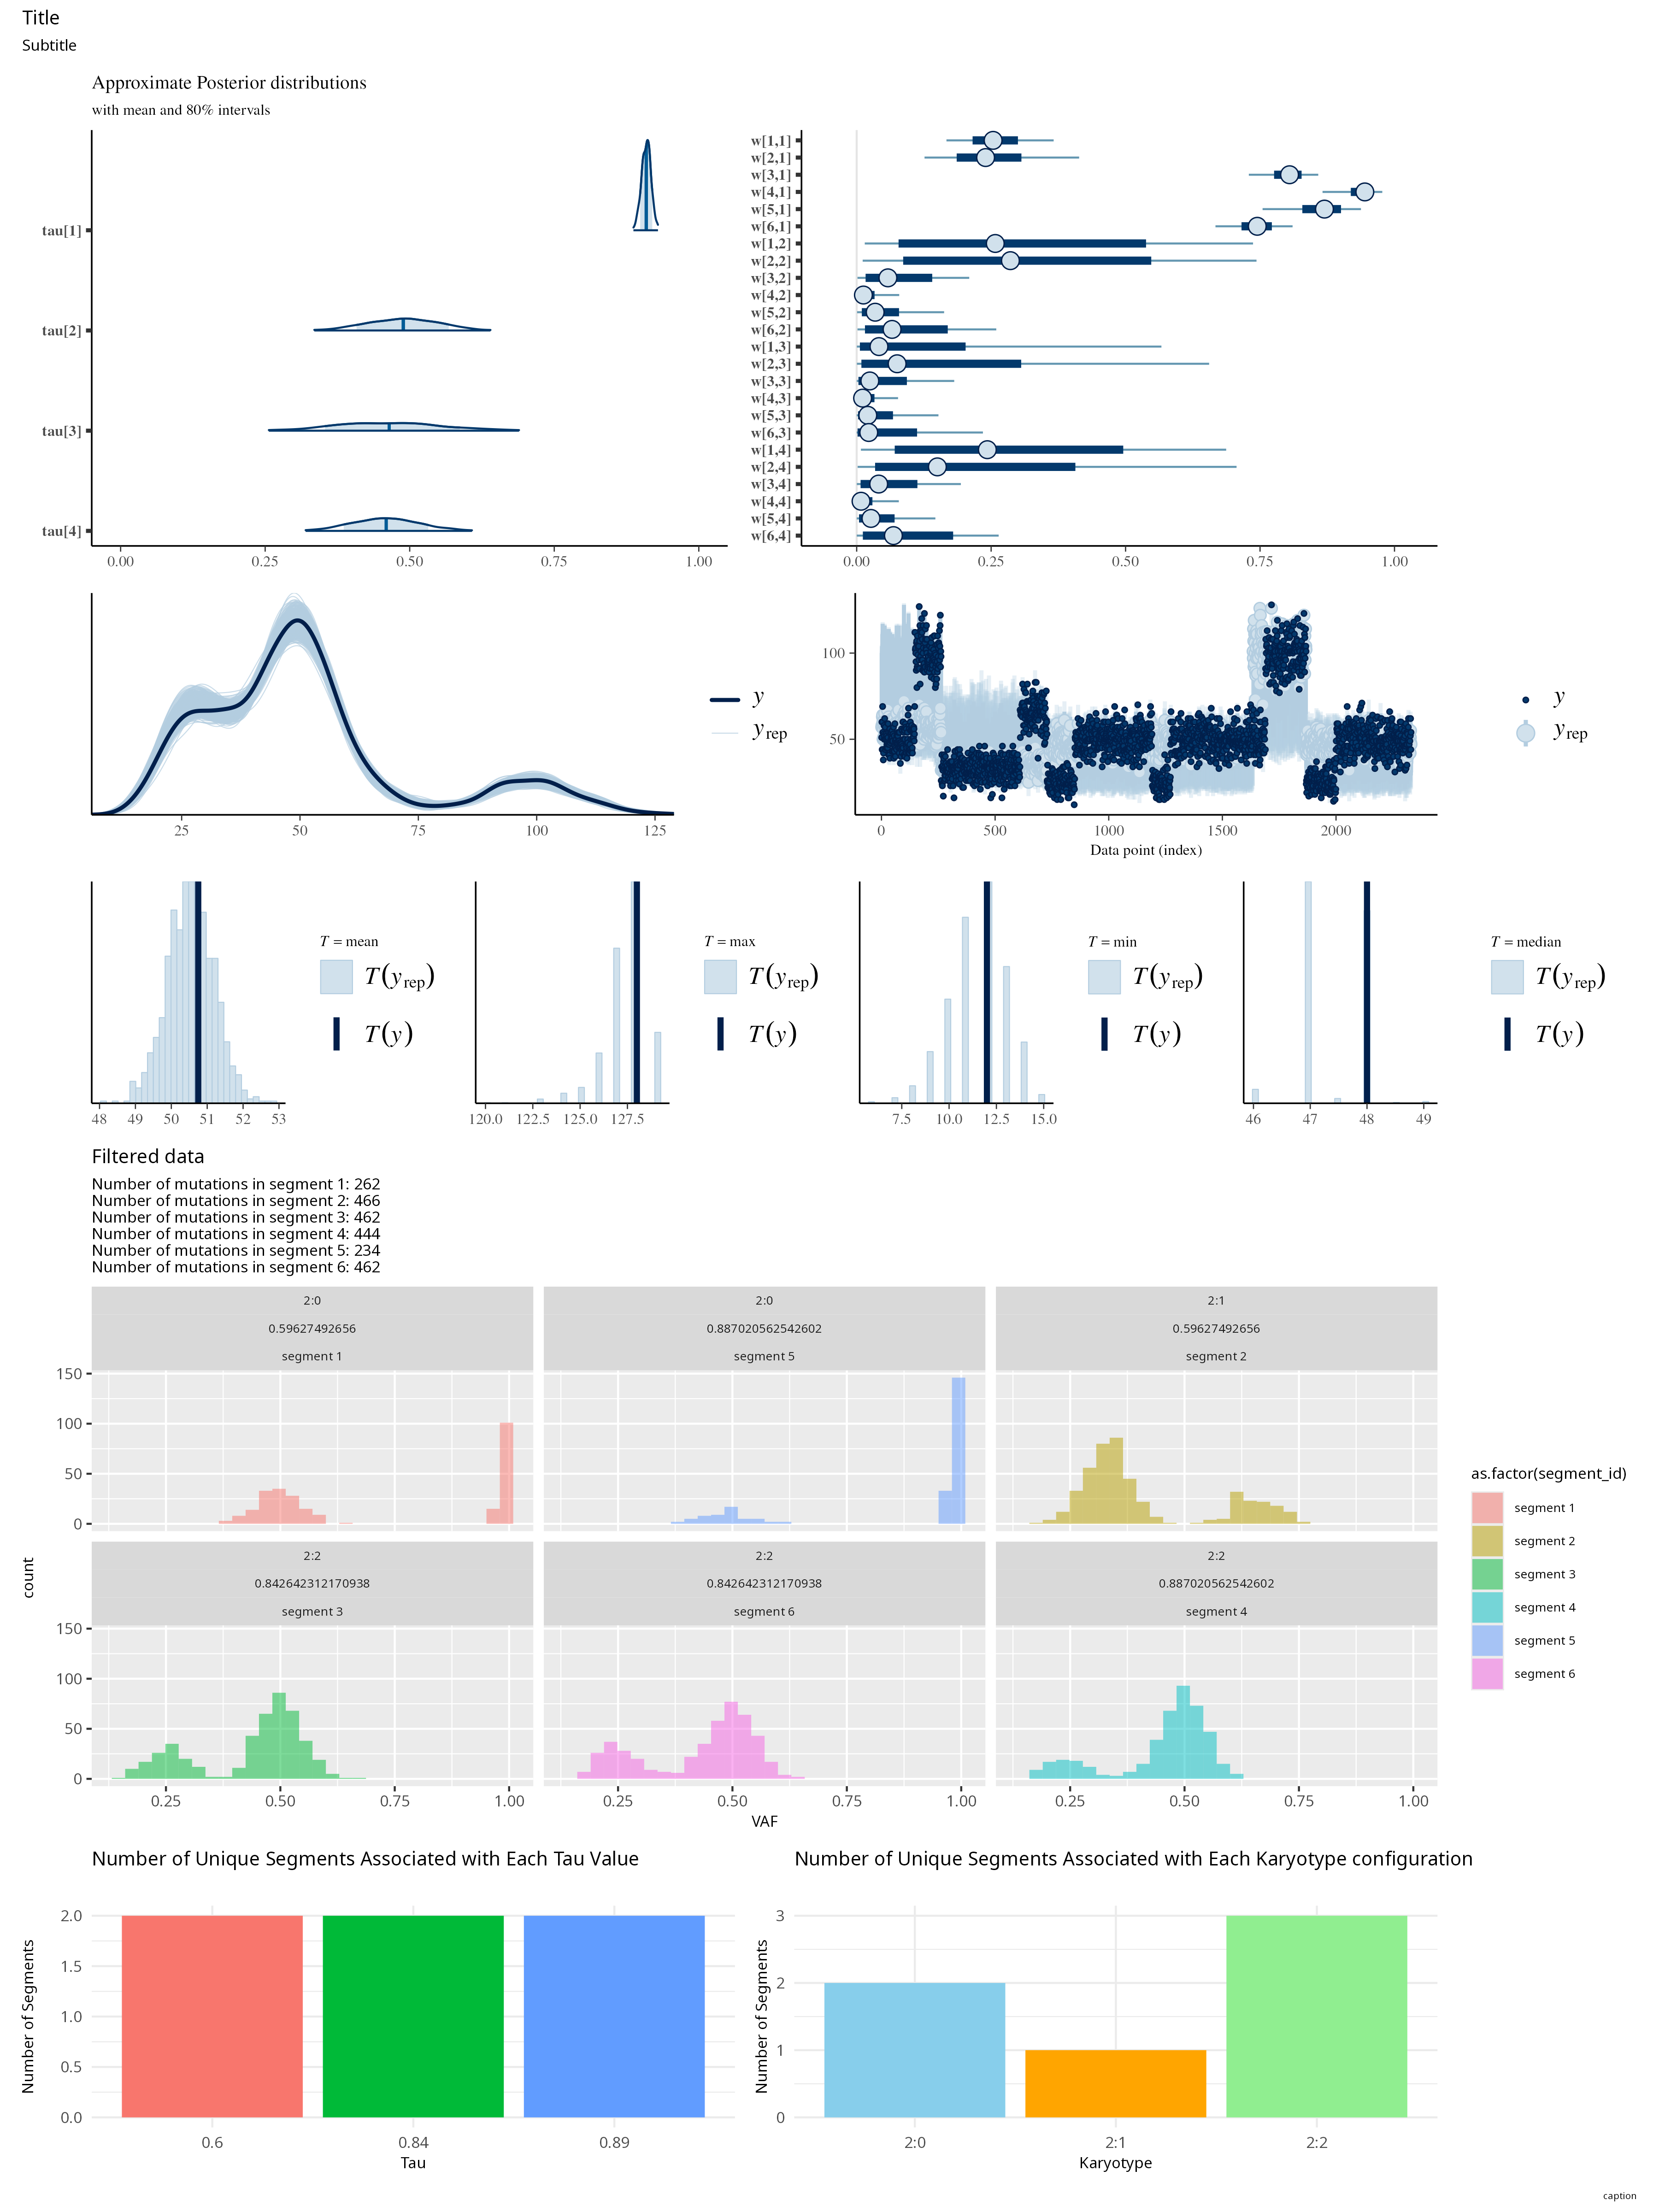 Title
Subtitle
Approximate Posterior distributions
with mean and 80% intervals
tau[1]
tau[2]
tau[3]
tau[4]
0.00 0.25 0.50 0.75 1.00
w[1,1]
w[2,1]
w[3,1]
w[4,1]
w[5,1]
w[6,1]
w[1,2]
w[2,2]
w[3,2]
w[4,2]
w[5,2]
w[6,2]
w[1,3]
w[2,3]
w[3,3]
w[4,3]
w[5,3]
w[6,3]
w[1,4]
w[2,4]
w[3,4]
w[4,4]
w[5,4]
w[6,4]
0.00 0.25 0.50 0.75 1.00
25 50 75 100 125
y
yrep
100
50
0 500 1000 1500 2000
Data point (index)
y
yrep
48 49 50 51 52 53
T = mean
T(yrep)
T(y)
120.0 122.5 125.0 127.5
T = max
T(yrep)
T(y)
7.5 10.0 12.5 15.0
T = min
T(yrep)
T(y)
46 47 48 49
T = median
T(yrep)
T(y)
Filtered data
Number of mutations in segment 1: 262
Number of mutations in segment 2: 466
Number of mutations in segment 3: 462
Number of mutations in segment 4: 444
Number of mutations in segment 5: 234
Number of mutations in segment 6: 462
2:0 2:0 2:1
0.59627492656 0.887020562542602 0.59627492656
segment 1 segment 5 segment 2
150
100
50
0
2:2 2:2 2:2
0.842642312170938 0.842642312170938 0.887020562542602
segment 3 segment 6 segment 4
150
100
50
0
count
0.25 0.50 0.75 1.00 0.25 0.50 0.75 1.00 0.25 0.50 0.75 1.00
VAF
as.factor(segment_id)
segment 1
segment 2
segment 3
segment 4
segment 5
segment 6
Number of Unique Segments Associated with Each Tau Value
Number of Segments
2.0
1.5
1.0
0.5
0.0
0.6 0.84 0.89
Tau
Number of Unique Segments Associated with Each Karyotype configuration
Number of Segments
3
2
1
0
2:0 2:1 2:2
Karyotype
caption